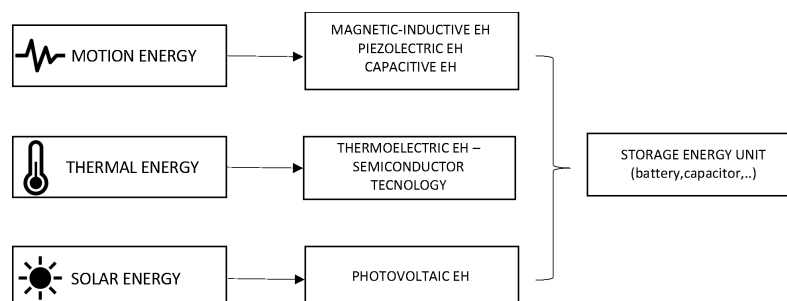 MOTION ENERGY
MAGNETIC-INDUCTIVE EH
PIEZOLECTRIC EH
CAPACITIVE EH
THERMAL ENERGY
THERMOELECTRIC EH –
SEMICONDUCTOR
TECNOLOGY
STORAGE ENERGY UNIT
(battery,capacitor,..)
SOLAR ENERGY
PHOTOVOLTAIC EH